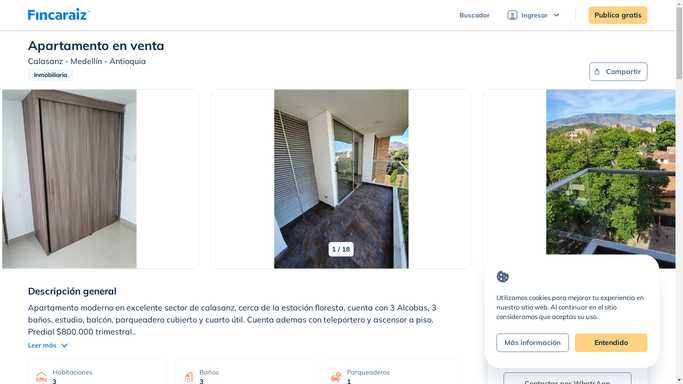 Fincaraiz
Buscador
Ingresar
Publica gratis
Apartamento en venta
Calasanz - Medellín - Antioquia
Inmobiliaria
Compartir
1 / 18
Descripción general
Apartamento moderno en excelente sector de calasanz, cerca de la estación floresta, cuenta con 3 Alcobas, 3
baños, estudio, balcón, parqueadero cubierto y cuarto útil. Cuenta ademas con teleportero y ascensor a piso.
Predial $800.000 trimestral..
Leer más
Habitaciones
3
Baños
3
Parqueaderos
1
Utilizamos cookies para mejorar tu experiencia en
nuestro sitio web. Al continuar en el sitio
consideramos que aceptas su uso.
Más información
Entendido
Contactar por WhatsApp